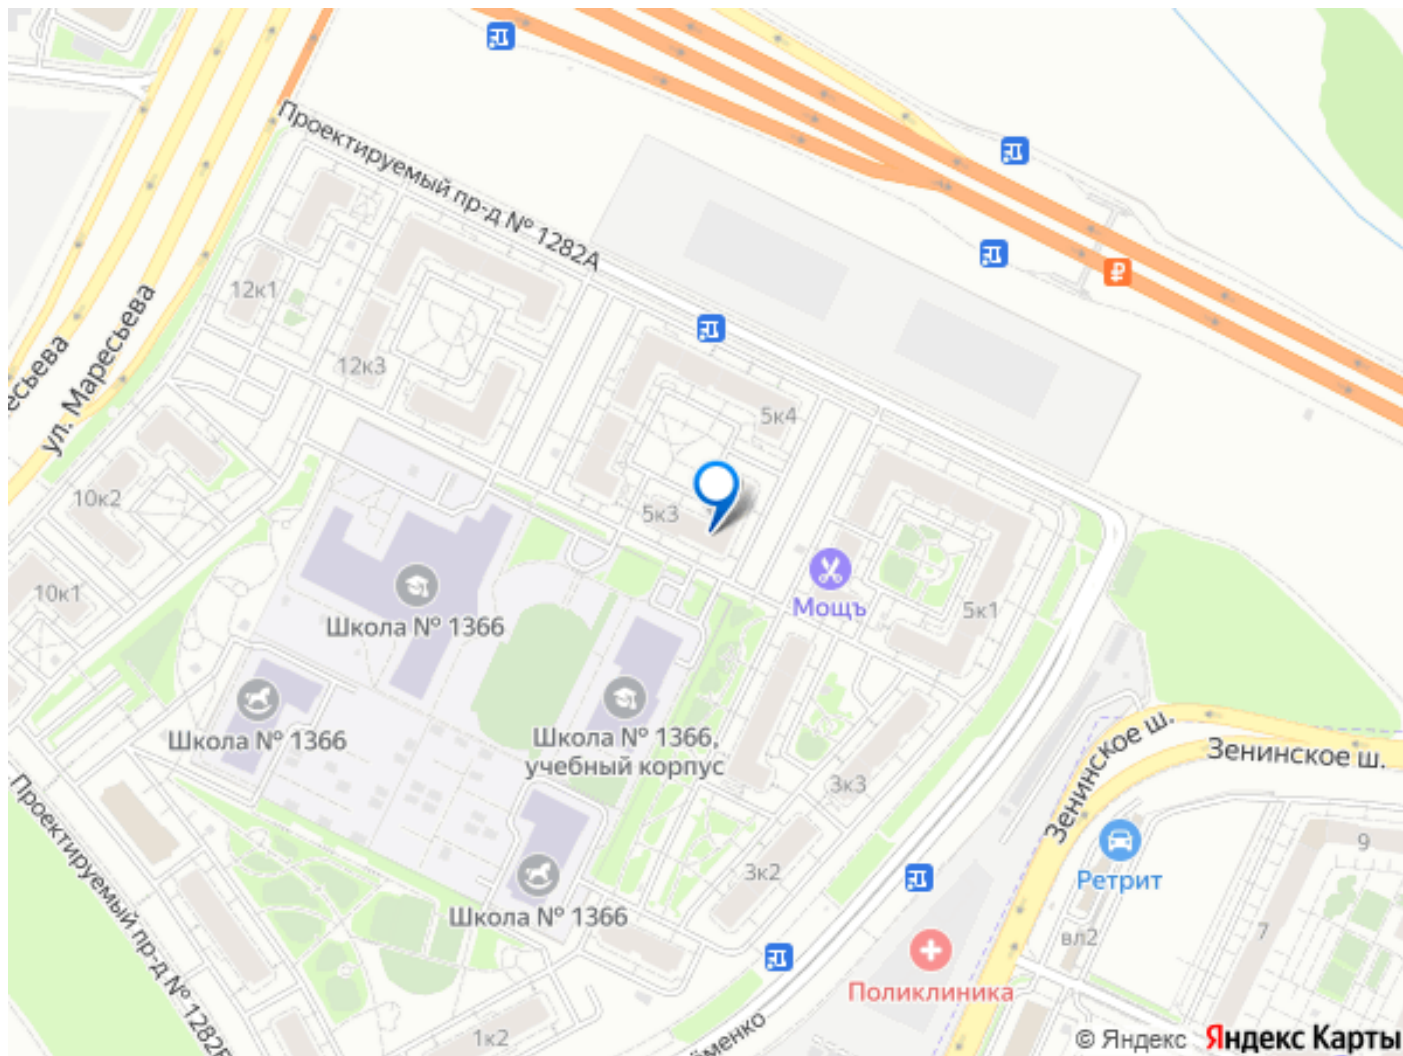 Проектируемый пр-д № 1282А
12к1
есьева
ул. Маресьева
12к3
5к4
10к2
5к3
10к1
Мощъ
5к1
Школа № 1366
Школа № 1366
Школа № 1366,
учебный корпус
Зенинское ш.
Зенинское ш.
3к3
Проектируемый пр-д № 1282
9
3к2
Ретрит
Школа № 1366
7
вл2
Поликлиника
1к2
менко
© Яндекс Яндекс Карты